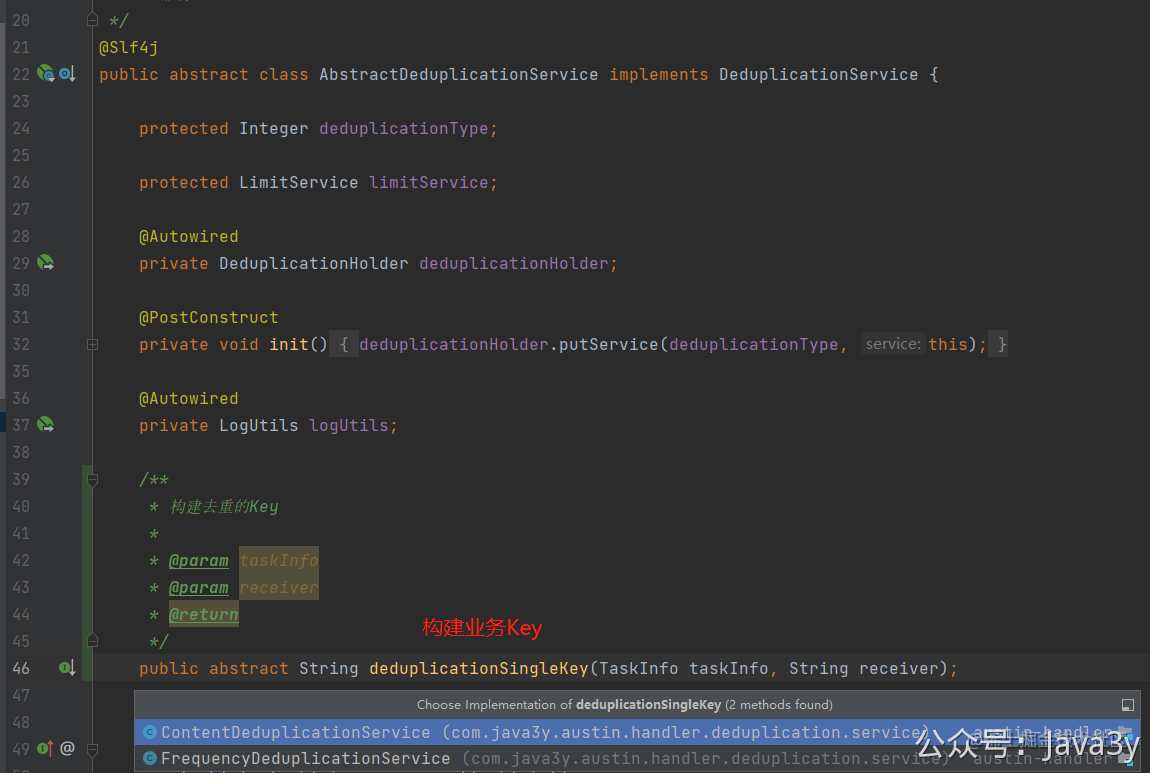 20 */
21 @Slf4j
22 public abstract class AbstractDeduplicationService implements DeduplicationService {
23
24 protected Integer deduplicationType;
25
26 protected LimitService limitService;
27
28 @Autowired
29 private DeduplicationHolder deduplicationHolder;
30
31 @PostConstruct
32 private void init() { deduplicationHolder.putService(deduplicationType, service: this); }
35
36 @Autowired
37 private LogUtils logUtils;
38
39 /**
40 * 构建去重的Key
41 *
42 * @param taskInfo
43 * @param receiver
44 * @return
构建业务Key
45 */
46 public abstract String deduplicationSingleKey(TaskInfo taskInfo, String receiver);
47
Choose Implementation of deduplicationSingleKey (2 methods found)
48 ContentDeduplicationService (com.java3y.austin.handler.deduplication.service) austin-handler
49 @
FrequencyDeduplicationService (com.java3y.austin.handler.deduplication.service) austin-handler
公众号：Java3y